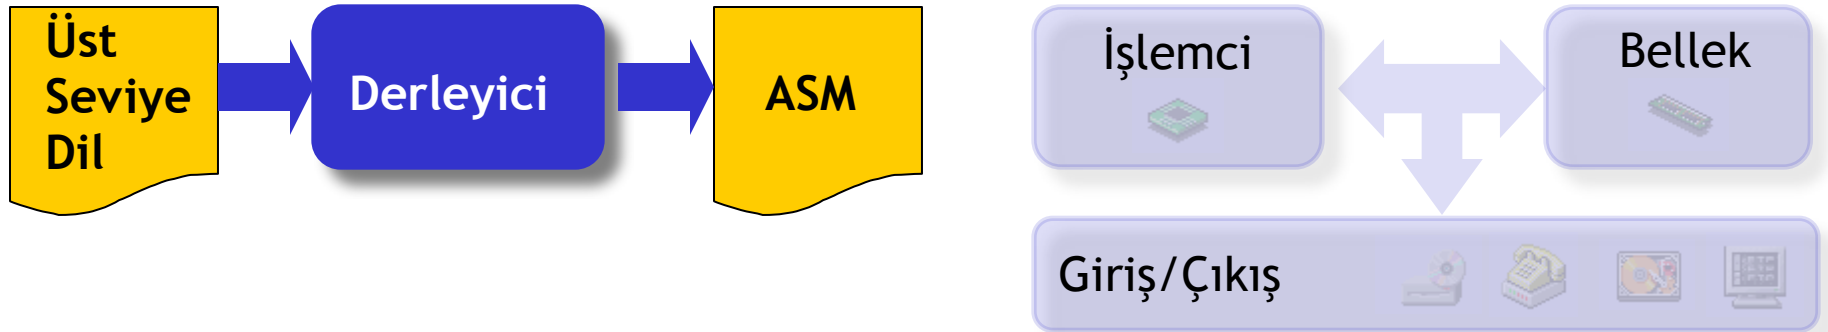 Üst
Seviye
Dil
Derleyici
ASM
İşlemci
Bellek
Giriş/Çıkış